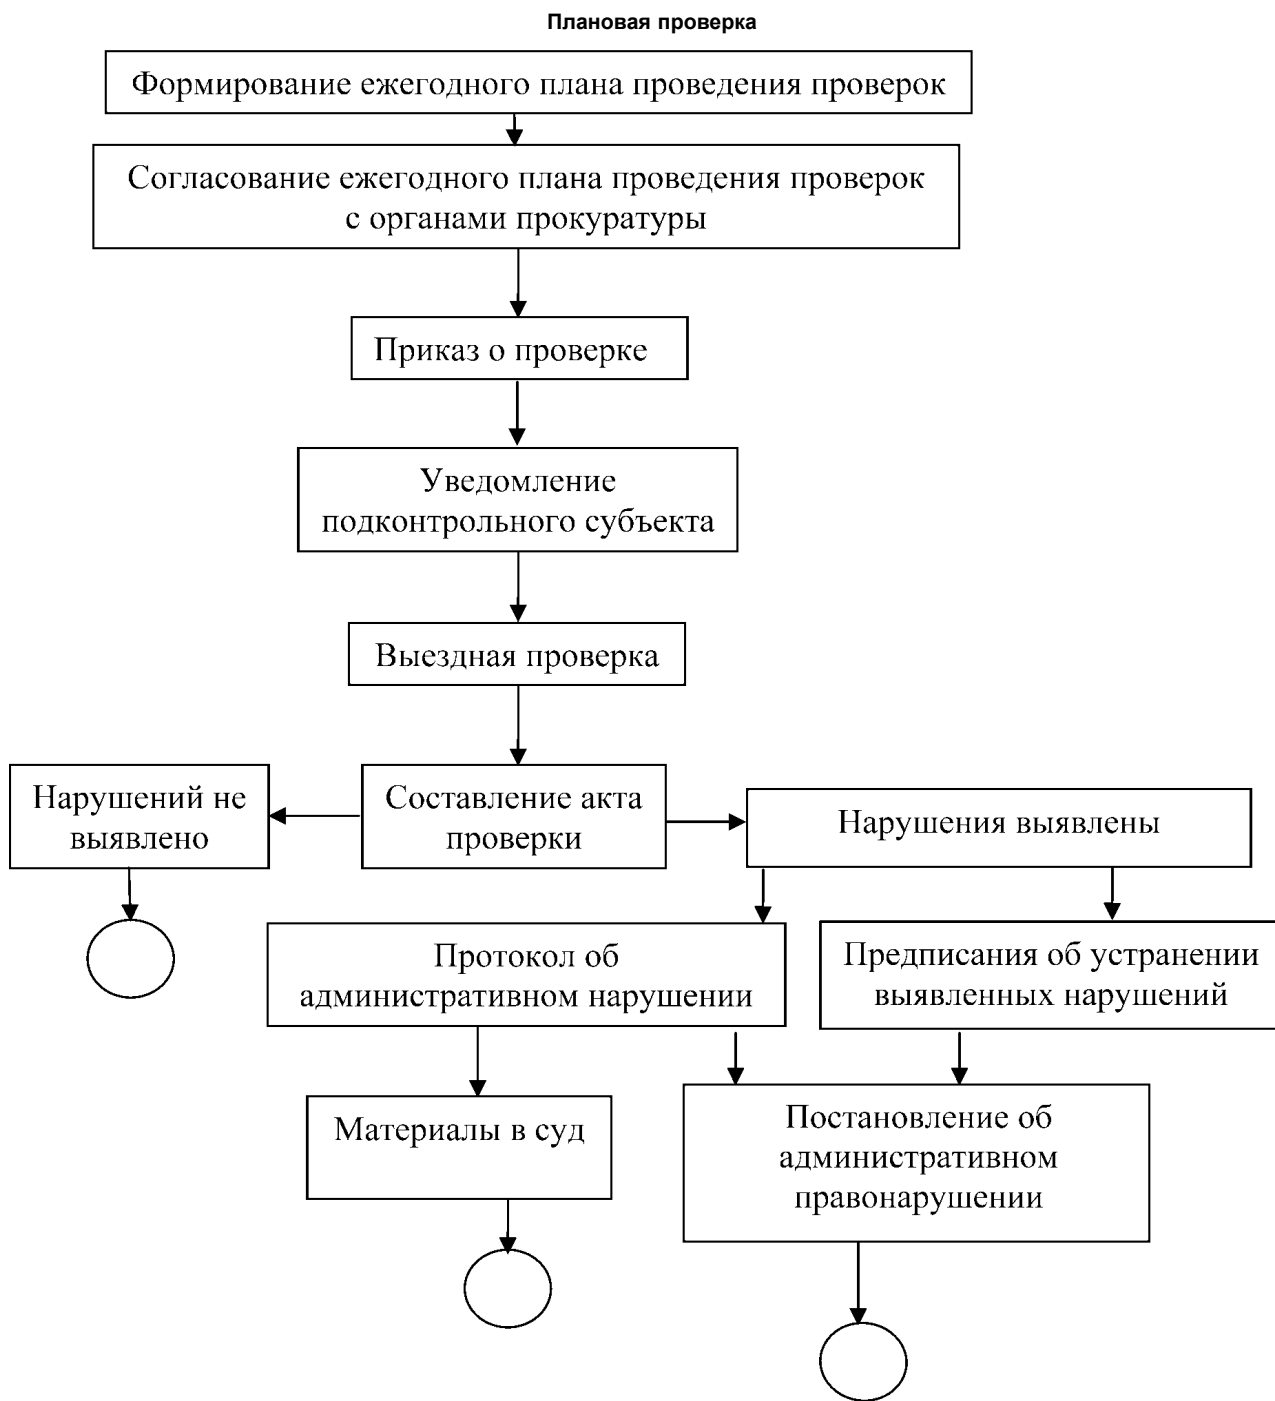 Плановая проверка
Формирование ежегодного плана проведения проверок
Согласование ежегодного плана проведения проверок
с органами прокуратуры
Приказ о проверке
Уведомление
подконтрольного субъекта
Выездная проверка
Нарушений не
выявлено
Составление акта
проверки
Нарушения выявлены
Протокол об
административном нарушении
Предписания об устранении
выявленных нарушений
Материалы в суд
Постановление об
административном
правонарушении